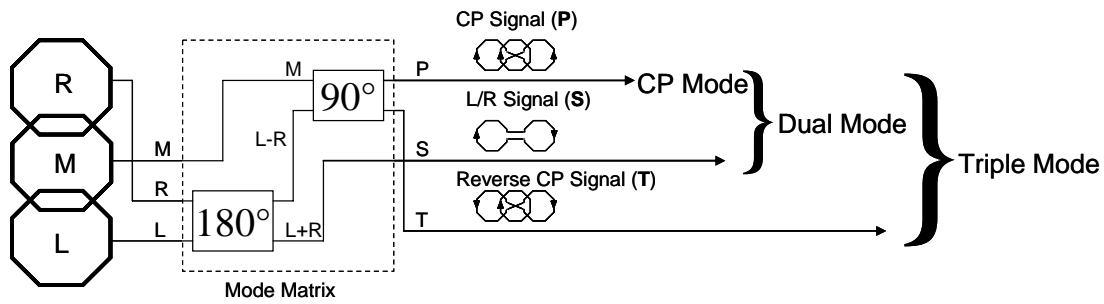 CP Signal (P)
R
M
L
M
R
L
M
L-R
90°
180°
L+R
Mode Matrix
P
CP Mode
L/R Signal (S)
S
Dual Mode
Reverse CP Signal (T)
T
Triple Mode